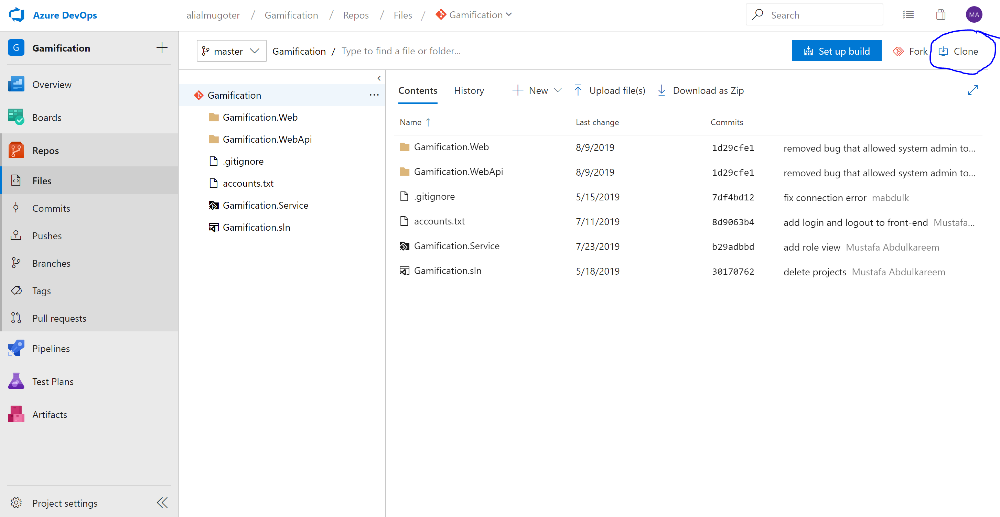 Azure DevOps
alialmugoter / Gamification / Repos / Files / Gamification
Search
MA
G Gamification
Overview
Boards
Repos
Files
Commits
Pushes
Branches
Tags
Pull requests
Pipelines
Test Plans
Artifacts
Project settings
master Gamification / Type to find a file or folder...
Set up build Fork Clone
Gamification ...
Gamification.Web
Gamification.WebApi
.gitignore
accounts.txt
Gamification.Service
Gamification.sln
Contents History New Upload file(s) Download as Zip
Name Last change Commits
Gamification.Web 8/9/2019 1d29cfe1 removed bug that allowed system admin to...
Gamification.WebApi 8/9/2019 1d29cfe1 removed bug that allowed system admin to...
.gitignore 5/15/2019 7df4bd12 fix connection error mabdulk
accounts.txt 7/11/2019 8d9063b4 add login and logout to front-end Mustafa...
Gamification.Service 7/23/2019 b29adbbd add role view Mustafa Abdulkareem
Gamification.sln 5/18/2019 30170762 delete projects Mustafa Abdulkareem